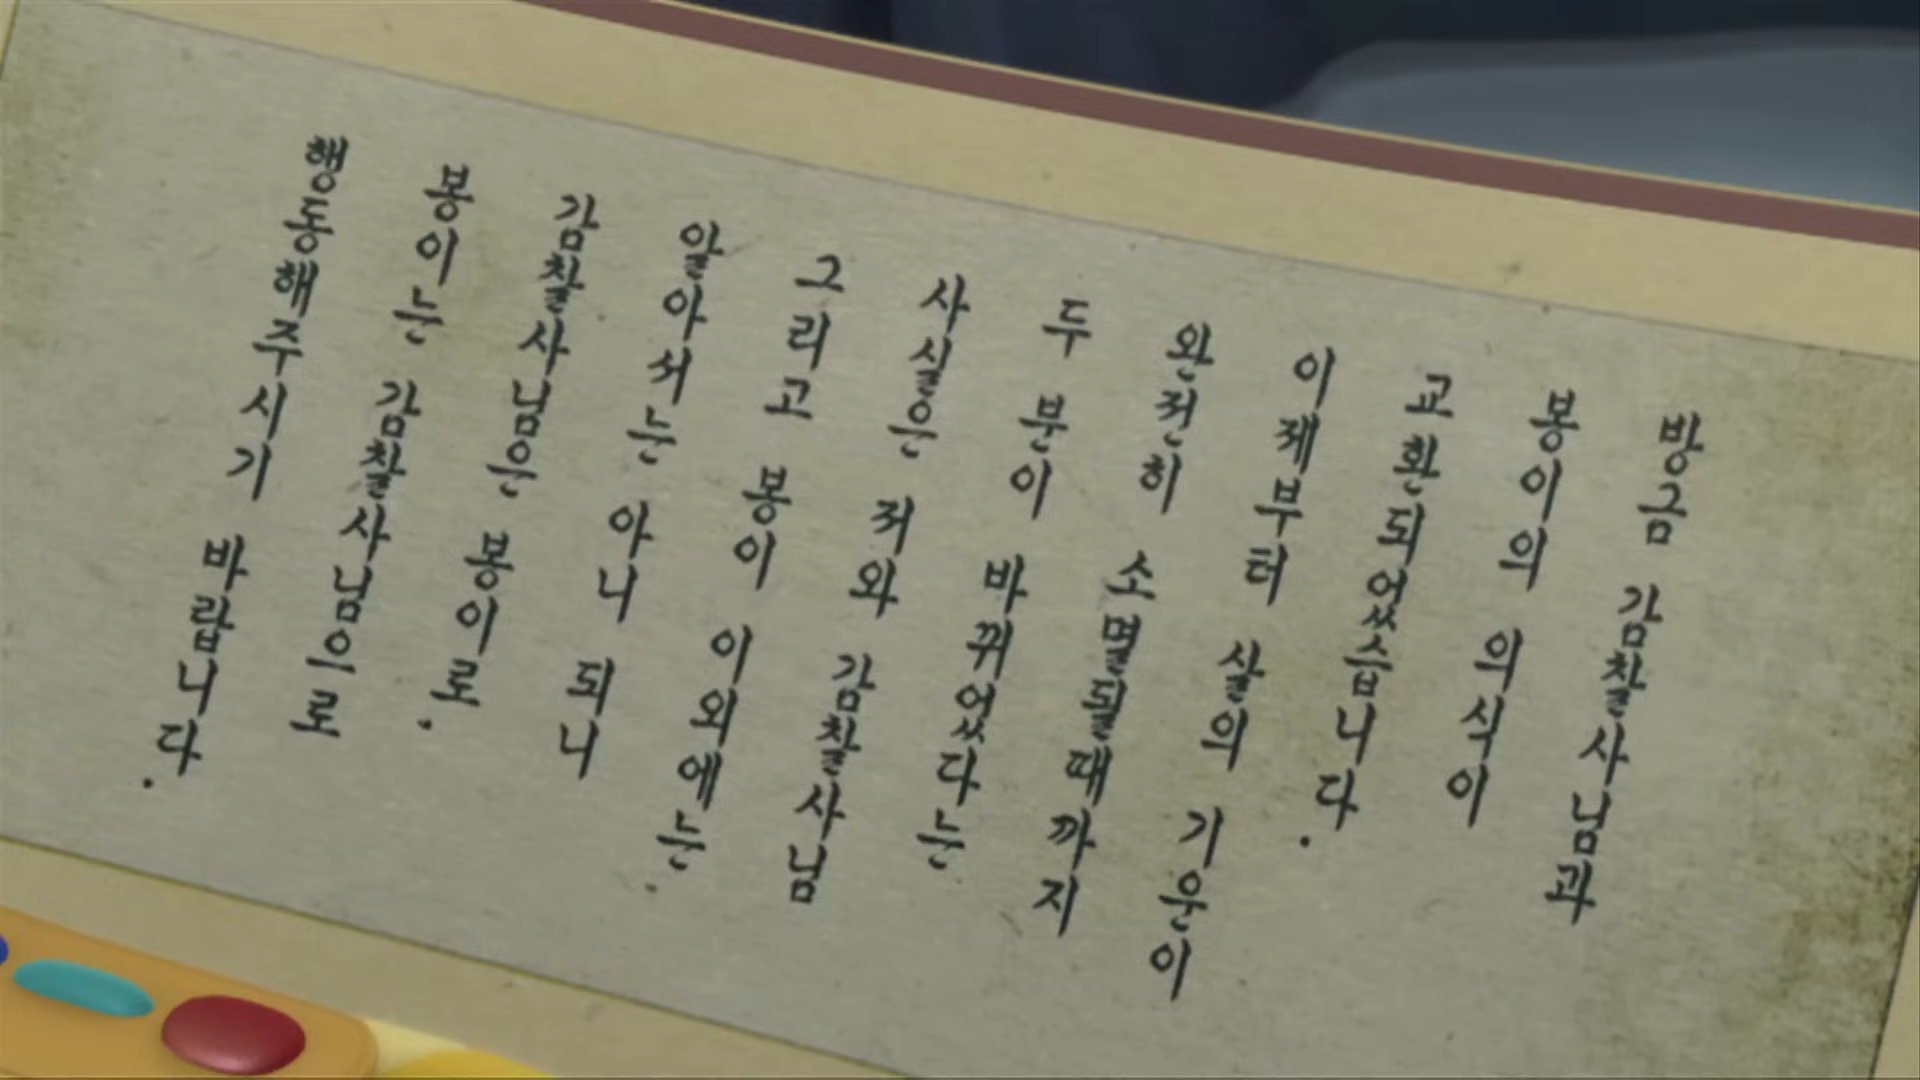 방금 감찰사님과
봉이의 의식이
교환되었습니다.
이제부터 살의 기운이
완전히 소멸될때까지
두 분이 바뀌었다는
사실은 저와 감찰사님
그리고 봉이 이외에는.
알아서는 아니 되니
감찰사님은 봉이로.
봉이는 감찰사님으로
행동해주시기 바랍니다.